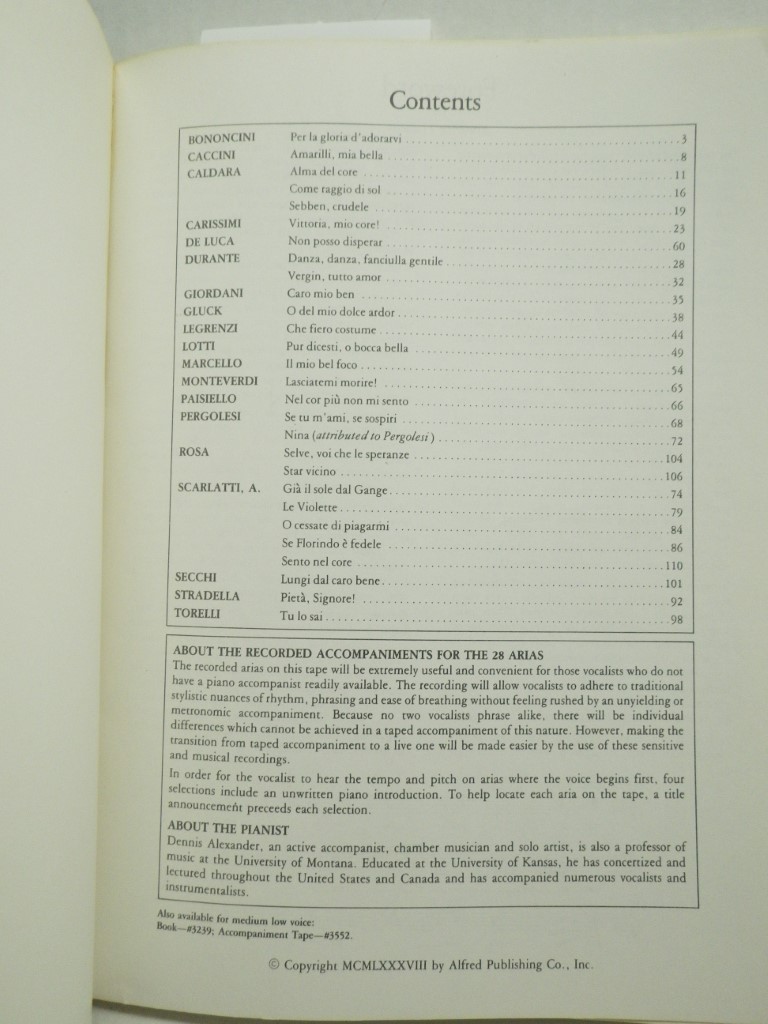 Contents
BONONCINI Per la gloria d'adorarvi 3
CACCINI Amarilli, mia bella 8
CALDARA Alma del core 11
Come raggio di sol 16
Sebben, crudele 19
CARISSIMI Vittoria, mio core! 23
DE LUCA Non posso disperar 60
DURANTE Danza, danza, fanciulla gentile 28
Vergin, tutto amor 32
GIORDANI Caro mio ben 35
GLUCK O del mio dolce ardor 38
LEGRENZI Che fiero costume 44
LOTTI Pur dicesti, o bocca bella 49
MARCELLO Il mio bel foco 54
MONTEVERDI Lasciatemi morire! 65
PAISIELLO Nel cor più non mi sento 66
PERGOLESI Se tu m'ami, se sospiri 68
Nina (attributed to Pergolesi) 72
ROSA Selve, voi che le speranze 104
Star vicino 106
SCARLATTI, A. Già il sole dal Gange 74
Le Violette 79
O cessate di piagarmi 84
Se Florindo è fedele 86
Sento nel core 110
SECCHI Lungi dal caro bene 101
STRADELLA Pietà, Signore! 92
TORELLI Tu lo sai 98
ABOUT THE RECORDED ACCOMPANIMENTS FOR THE 28 ARIAS
The recorded arias on this tape will be extremely useful and convenient for those vocalists who do not
have a piano accompanist readily available. The recording will allow vocalists to adhere to traditional
stylistic nuances of rhythm, phrasing and ease of breathing without feeling rushed by an unyielding or
metronomic accompaniment. Because no two vocalists phrase alike, there will be individual
differences which cannot be achieved in a taped accompaniment of this nature. However, making the
transition from taped accompaniment to a live one will be made easier by the use of these sensitive
and musical recordings.
In order for the vocalist to hear the tempo and pitch on arias where the voice begins first, four
selections include an unwritten piano introduction. To help locate each aria on the tape, a title
announcement preceeds each selection.
ABOUT THE PIANIST
Dennis Alexander, an active accompanist, chamber musician and solo artist, is also a professor of
music at the University of Montana. Educated at the University of Kansas, he has concertized and
lectured throughout the United States and Canada and has accompanied numerous vocalists and
instrumentalists.
Also available for medium low voice:
Book—#3239; Accompaniment Tape—#3552.
© Copyright MCMLXXXVIII by Alfred Publishing Co., Inc.